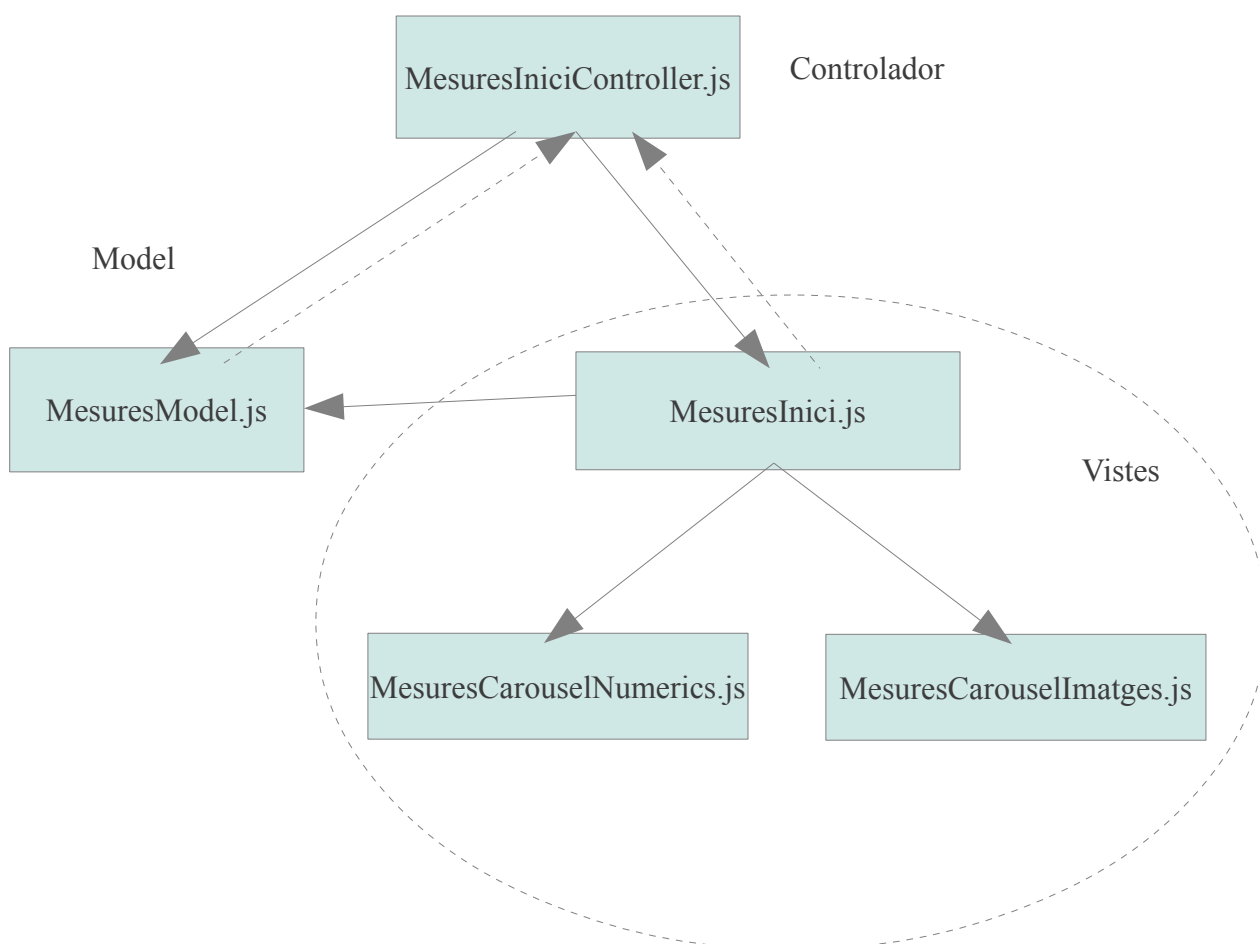 MesuresIniciController.js
Controlador
Model
MesuresModel.js
MesuresInici.js
Vistes
MesuresCarouselNumerics.js
MesuresCarouselImatges.js